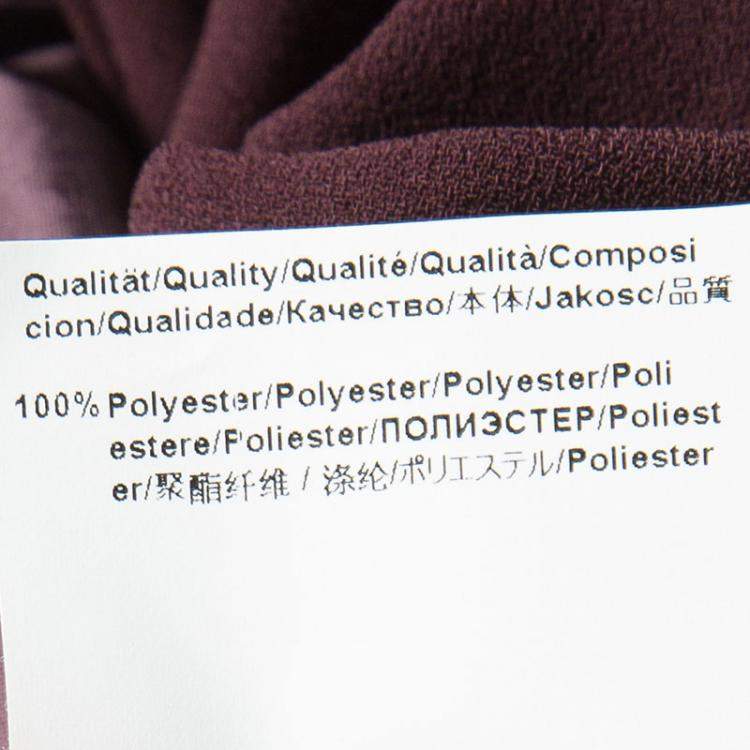 Qualität/Quality/Qualité/Qualità/Composi
cion/Qualidade/Качество/本体/Jakosc/品質
100% Polyester/Polyester/Polyester/Poli
estere/Poliester/ПОЛИЭСТЕР/Poliest
er/聚酯纤维 / 涤纶/ポリエステル/Poliester